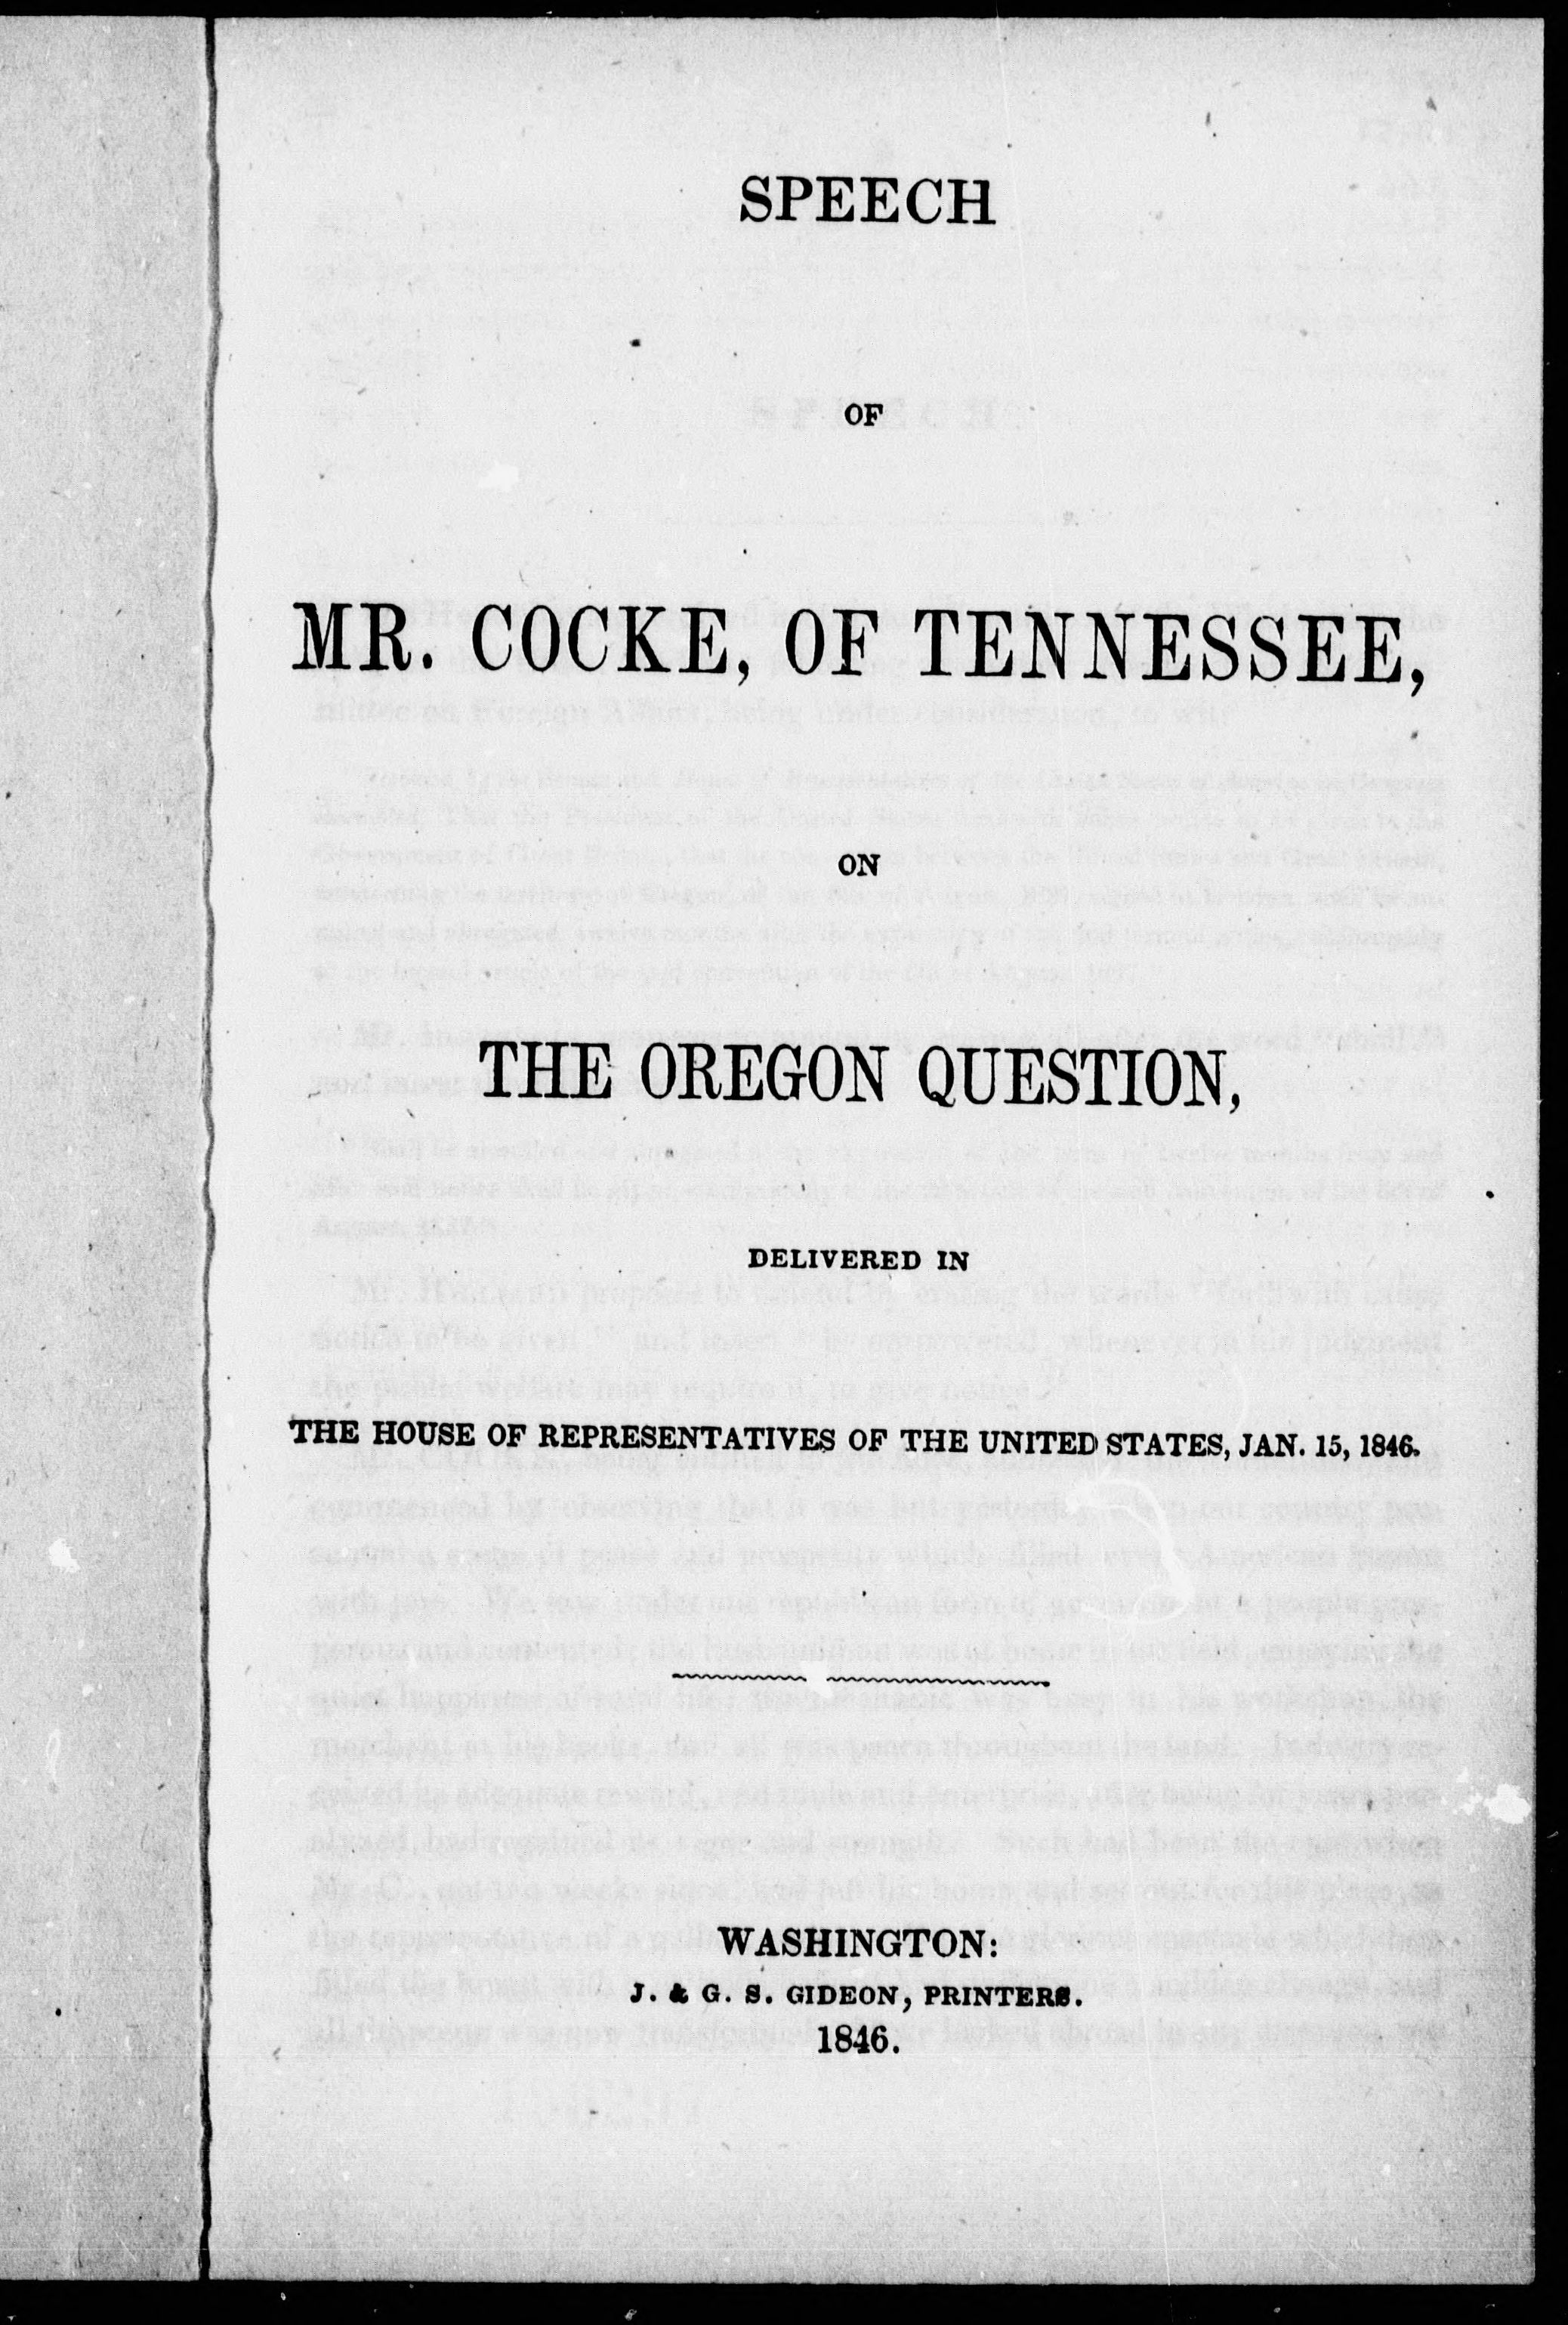 SPEECH
OF
MR. COCKE, OF TENNESSEE,
ON
THE OREGON QUESTION,
DELIVERED IN
THE HOUSE OF REPRESENTATIVES OF THE UNITED STATES, JAN. 15, 1846.
WASHINGTON:
J. & G. S. GIDEON, PRINTERS.
1846.